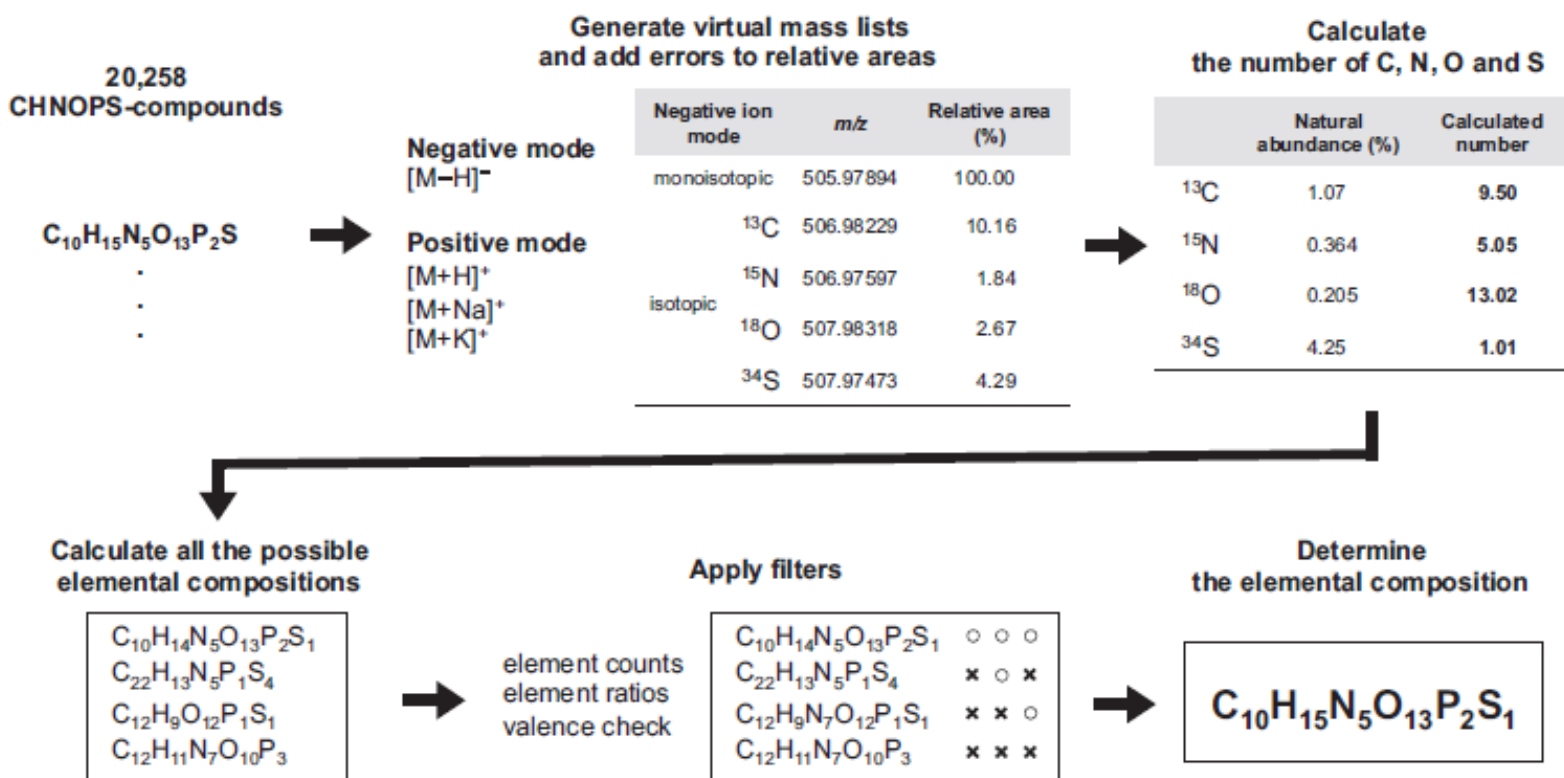 20,258
CHNOPS-compounds
C₁₀H₁₅N₅O₁₃P₂S
.
.
.
Negative mode
[M–H]⁻
Positive mode
[M+H]⁺
[M+Na]⁺
[M+K]⁺
Generate virtual mass lists
and add errors to relative areas
Negative ion mode m/z Relative area (%)
monoisotopic 505.97894 100.00
isotopic
¹³C 506.98229 10.16
¹⁵N 506.97597 1.84
¹⁸O 507.98318 2.67
³⁴S 507.97473 4.29
Calculate
the number of C, N, O and S
Natural abundance (%) Calculated number
¹³C 1.07 9.50
¹⁵N 0.364 5.05
¹⁸O 0.205 13.02
³⁴S 4.25 1.01
Calculate all the possible
elemental compositions
C₁₀H₁₄N₅O₁₃P₂S₁
C₂₂H₁₃N₅P₁S₄
C₁₂H₉O₁₂P₁S₁
C₁₂H₁₁N₇O₁₀P₃
element counts
element ratios
valence check
Apply filters
C₁₀H₁₄N₅O₁₃P₂S₁ ○ ○ ○
C₂₂H₁₃N₅P₁S₄ × ○ ×
C₁₂H₉N₇O₁₂P₁S₁ × × ○
C₁₂H₁₁N₇O₁₀P₃ × × ×
Determine
the elemental composition
C₁₀H₁₅N₅O₁₃P₂S₁